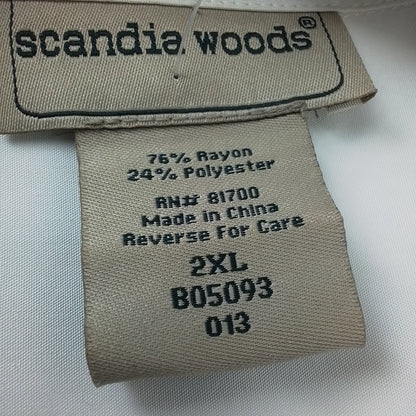 scandia woods®
76% Rayon
24% Polyester
RN# 81700
Made in China
Reverse For Care
2XL
B05093
013